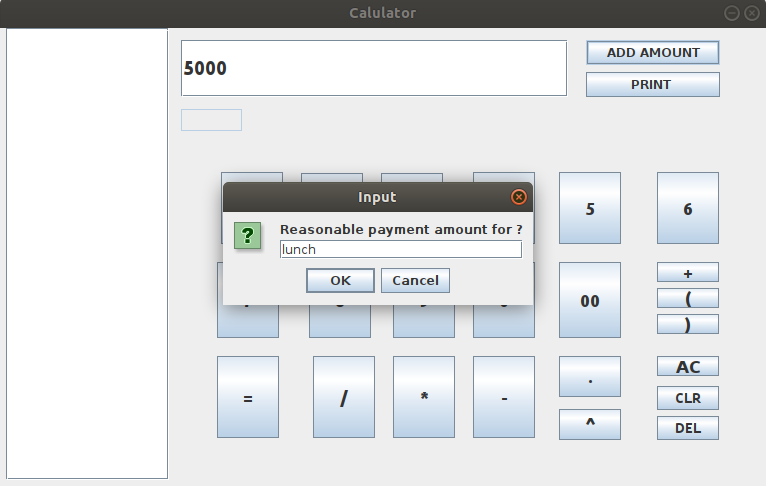 Calulator
5000
ADD AMOUNT
PRINT
Input
5
6
?
Reasonable payment amount for ?
lunch
OK
Cancel
00
+
(
)
=
/
*
-
.
^
AC
CLR
DEL